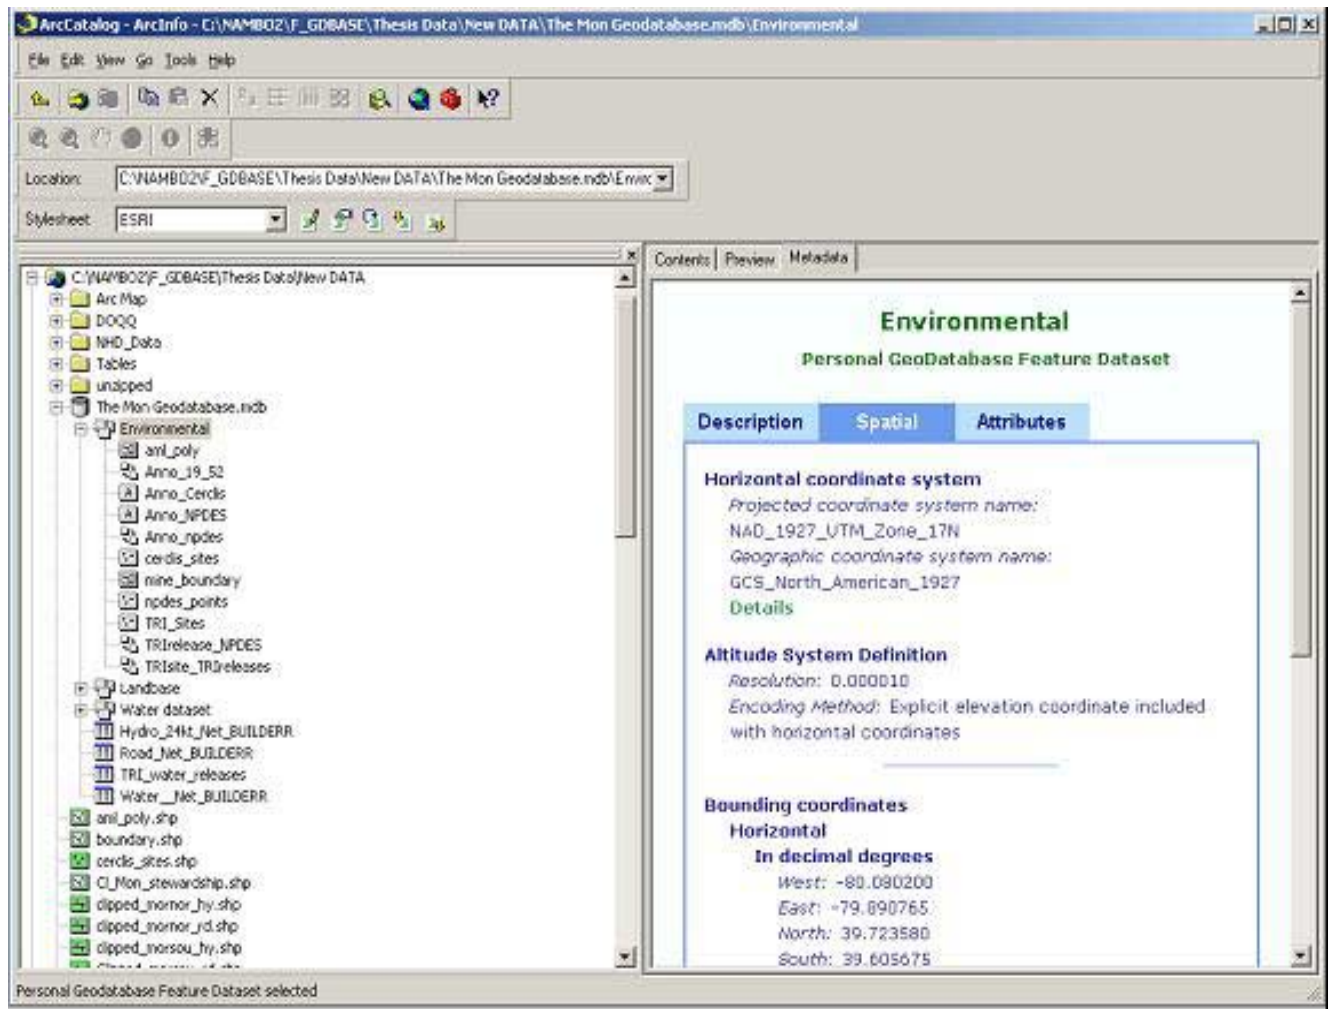 ArcCatalog - ArcInfo - C:\NAMBO2\F_GDBASE\Thesis Data\New DATA\The Mon Geodatabase.mdb\Environmental
File Edit View Go Tools Help
Location: C:\NAMBO2\F_GDBASE\Thesis Data\New DATA\The Mon Geodatabase.mdb\Envirc
Stylesheet: ESRI
Contents Preview Metadata
C:\NAMBO2\F_GDBASE\Thesis Data\New DATA
Arc Map
DOQQ
NHD_Data
Tables
unzipped
The Mon Geodatabase.mdb
Environmental
aml_poly
Anno_19_52
Anno_Cerclis
Anno_NPDES
Anno_npdes
cerclis_sites
mine_boundary
npdes_points
TRI_Sites
TRIrelease_NPDES
TRIsite_TRIreleases
Landbase
Water dataset
Hydro_24kt_Net_BUILDERR
Road_Net_BUILDERR
TRI_water_releases
Water__Net_BUILDERR
aml_poly.shp
boundary.shp
cerclis_sites.shp
Cl_Mon_stewardship.shp
clipped_mornor_hy.shp
clipped_mornor_rd.shp
clipped_morsou_hy.shp
Environmental
Personal GeoDatabase Feature Dataset
Description Spatial Attributes
Horizontal coordinate system
Projected coordinate system name:
NAD_1927_UTM_Zone_17N
Geographic coordinate system name:
GCS_North_American_1927
Details
Altitude System Definition
Resolution: 0.000010
Encoding Method: Explicit elevation coordinate included
with horizontal coordinates
Bounding coordinates
Horizontal
In decimal degrees
West: -80.080200
East: -79.890765
North: 39.723580
South: 39.605675
Personal Geodatabase Feature Dataset selected